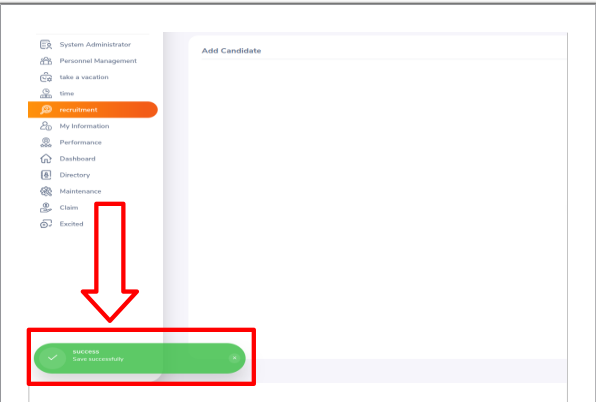 System Administrator
Add Candidate
Personnel Management
take a vacation
time
recruitment
My Information
Performance
Dashboard
Directory
Maintenance
Claim
Excited
success
Save successfully